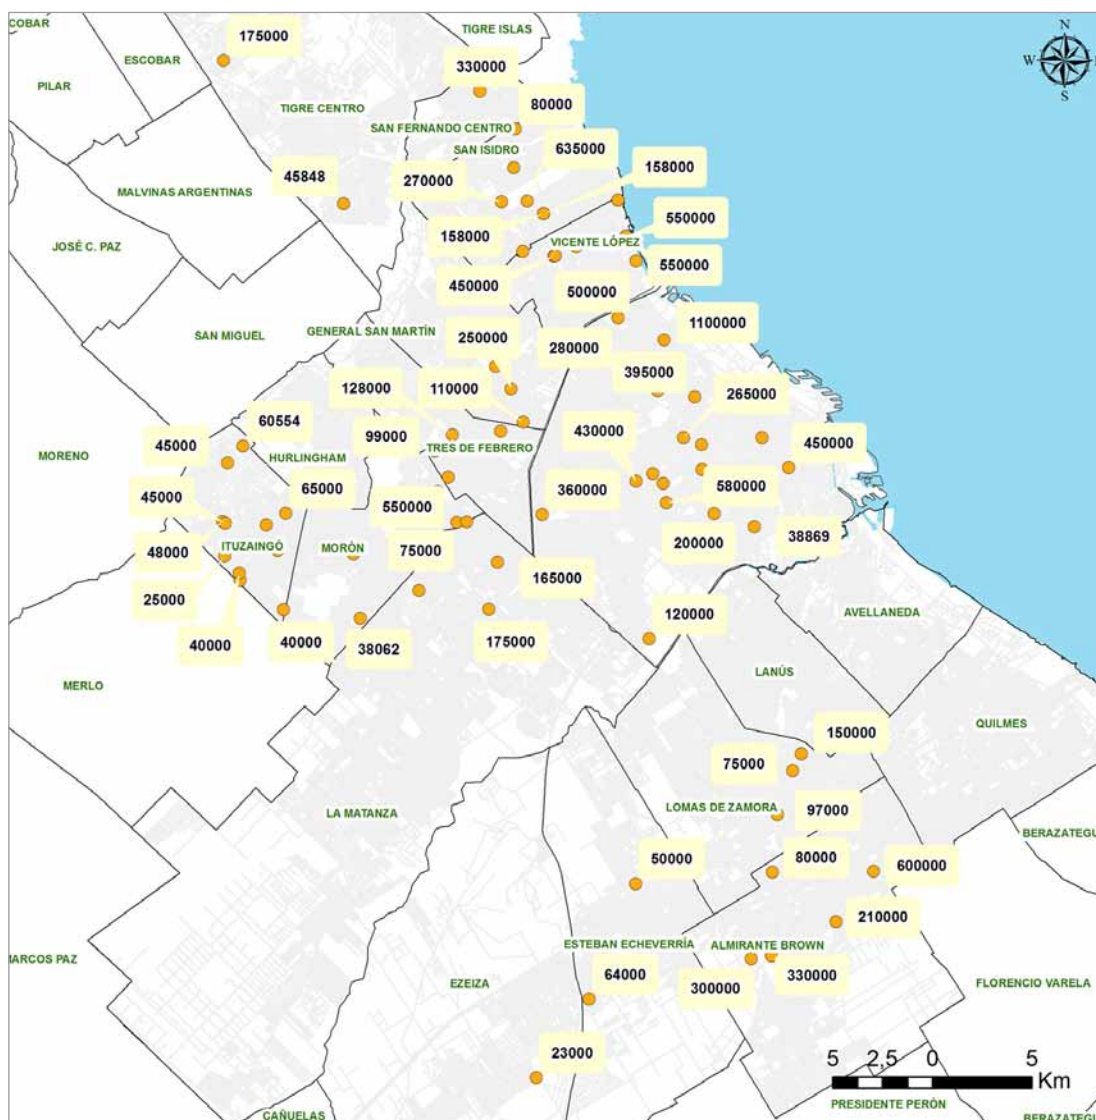 COBAR
TIGRE ISLAS
175000
N
ESCOBAR
330000
W
E
PILAR
S
TIGRE CENTRO
80000
SAN FERNANDO CENTRO
SAN ISIDRO
635000
158000
45848
270000
MALVINAS ARGENTINAS
550000
158000
VICENTE LÓPEZ
JOSÉ C. PAZ
550000
450000
500000
1100000
GENERAL SAN MARTÍN
SAN MIGUEL
250000
280000
395000
128000
110000
265000
60554
430000
99000
45000
TRES DE FEBRERO
450000
MORENO
HURLINGHAM
65000
360000
45000
550000
580000
200000
38869
ITUZAINGÓ
MORÓN
48000
75000
165000
25000
AVELLANEDA
120000
40000
40000
38062
175000
LANÚS
MERLO
QUILMES
150000
75000
LOMAS DE ZAMORA
97000
LA MATANZA
BERAZATEGU
50000
80000
600000
210000
ESTEBAN ECHEVERRÍA
ALMIRANTE BROWN
MARCOS PAZ
64000
330000
EZEIZA
300000
FLORENCIO VARELA
23000
5 2,5 0 5
Km
PRESIDENTE PERÓN
CAÑUELAS
BERAZATEGU